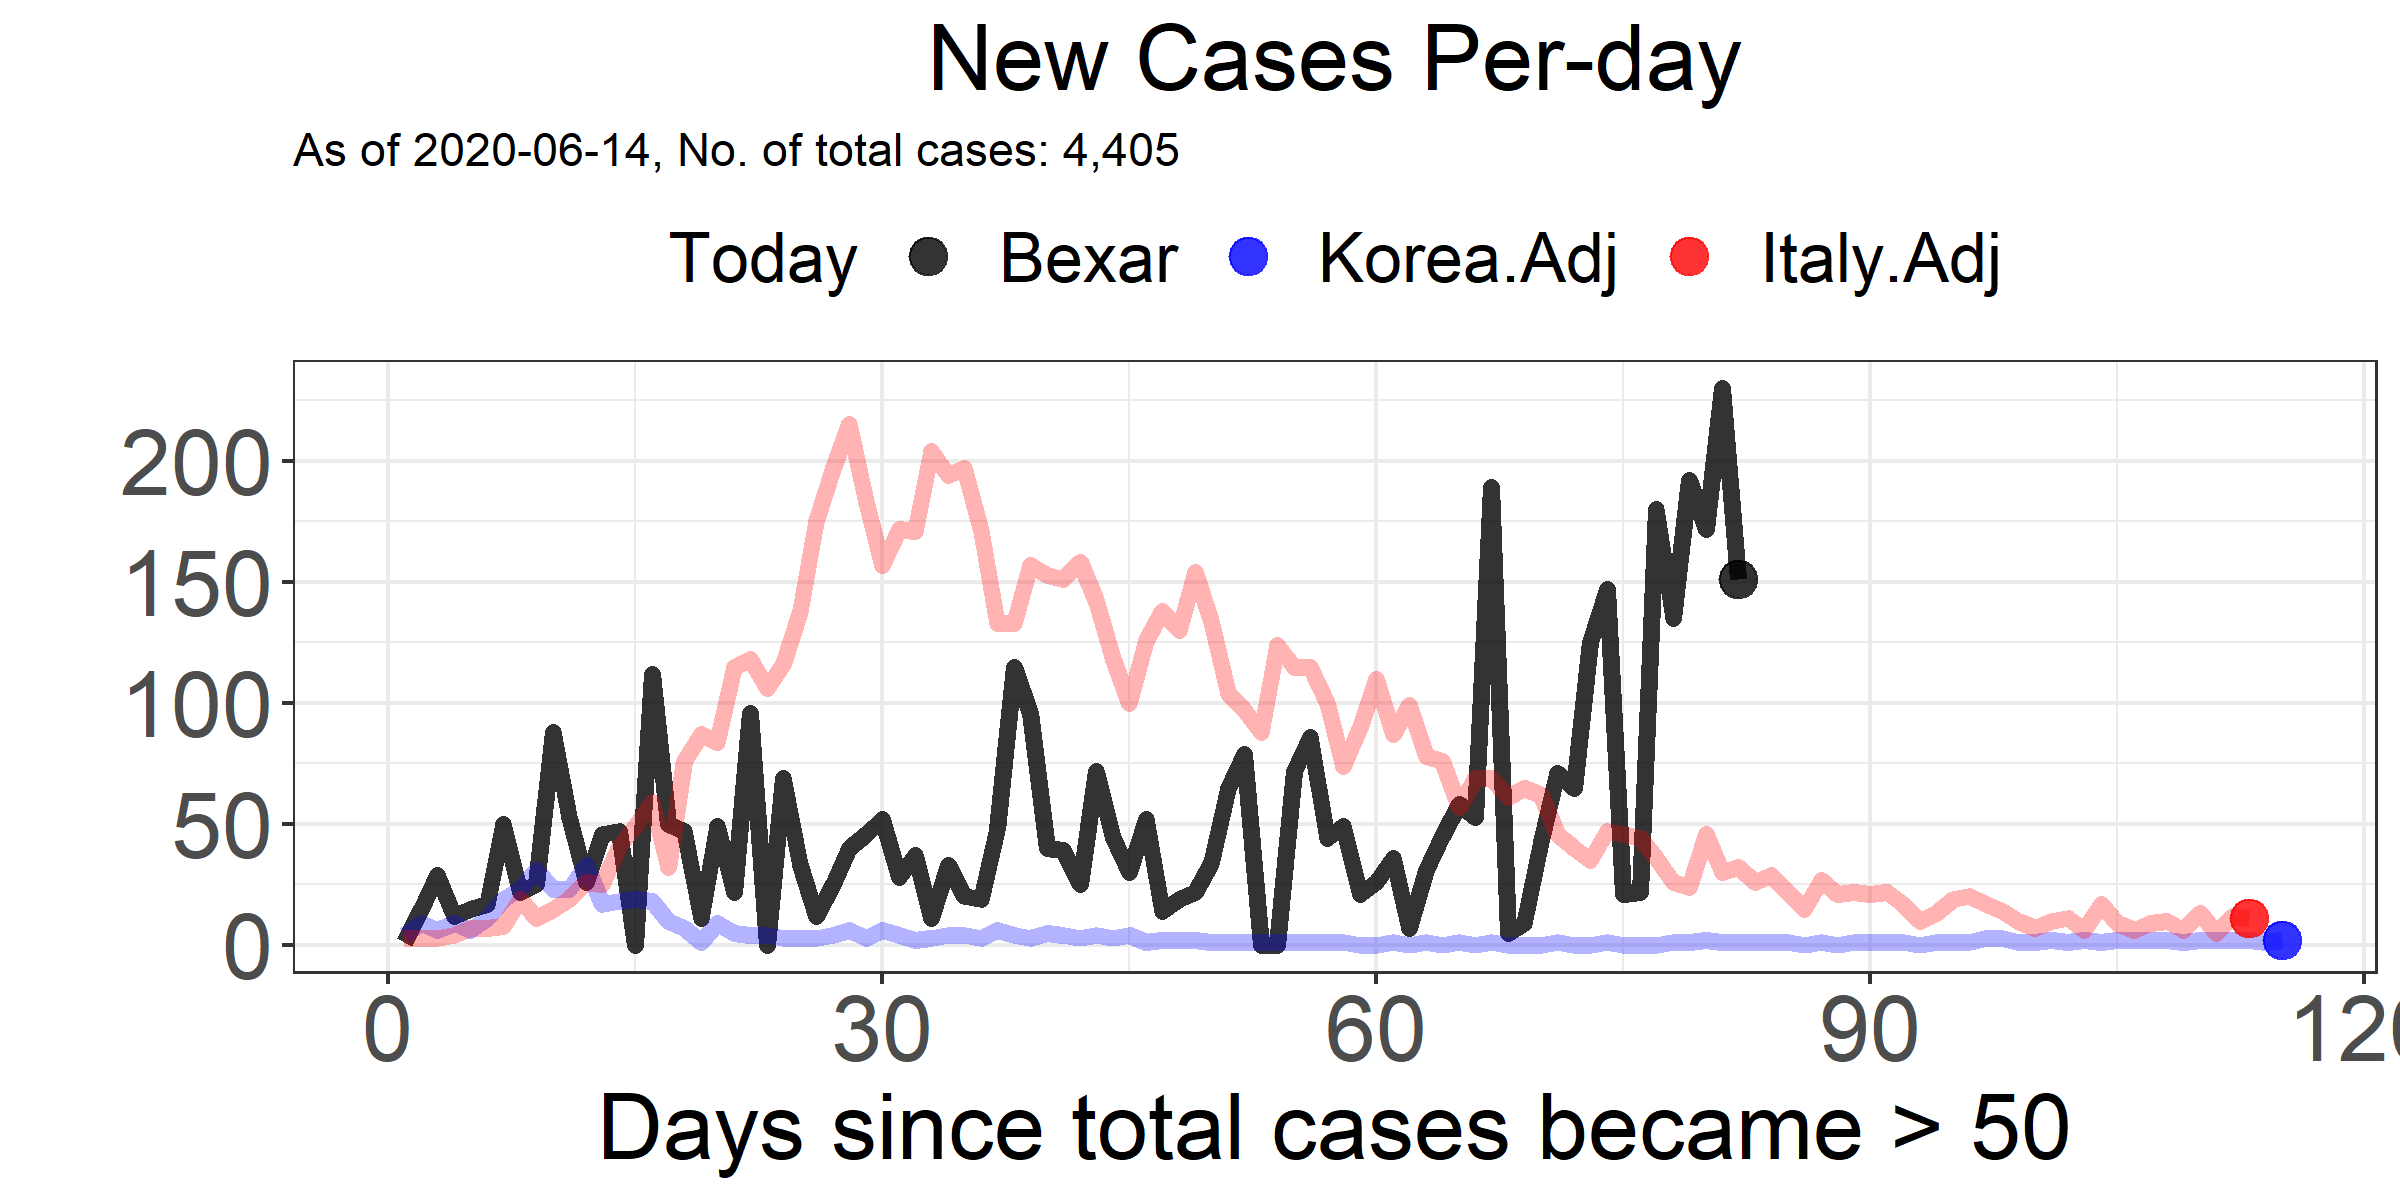 New Cases Per-day
As of 2020-06-14, No. of total cases: 4,405
Today Bexar Korea.Adj Italy.Adj
200
150
100
50
0
0 30 60 90 120
Days since total cases became > 50